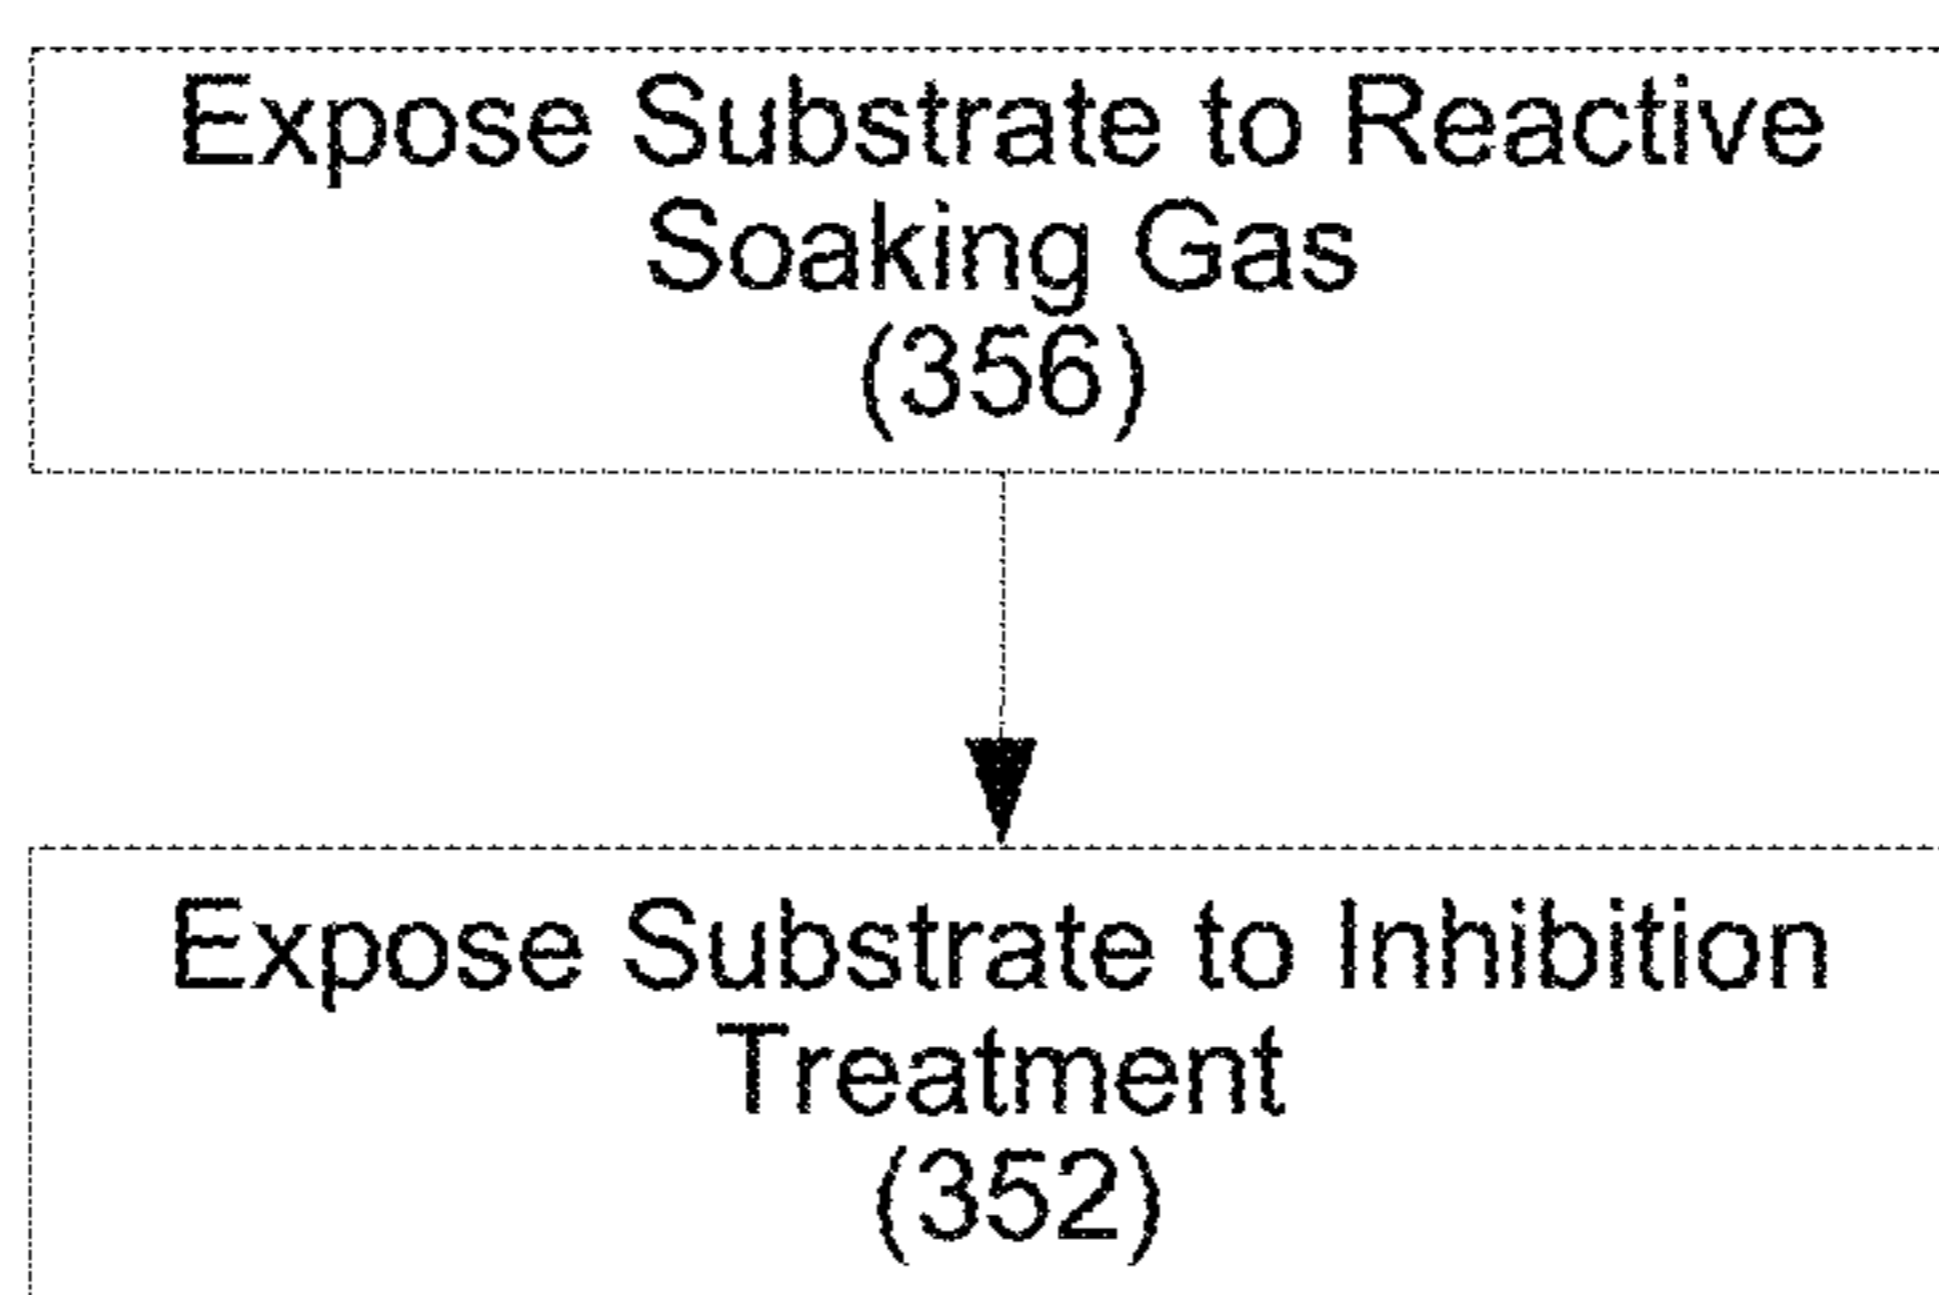 Expose Substrate to Reactive
Soaking Gas
(356)
Expose Substrate to Inhibition
Treatment
(352)